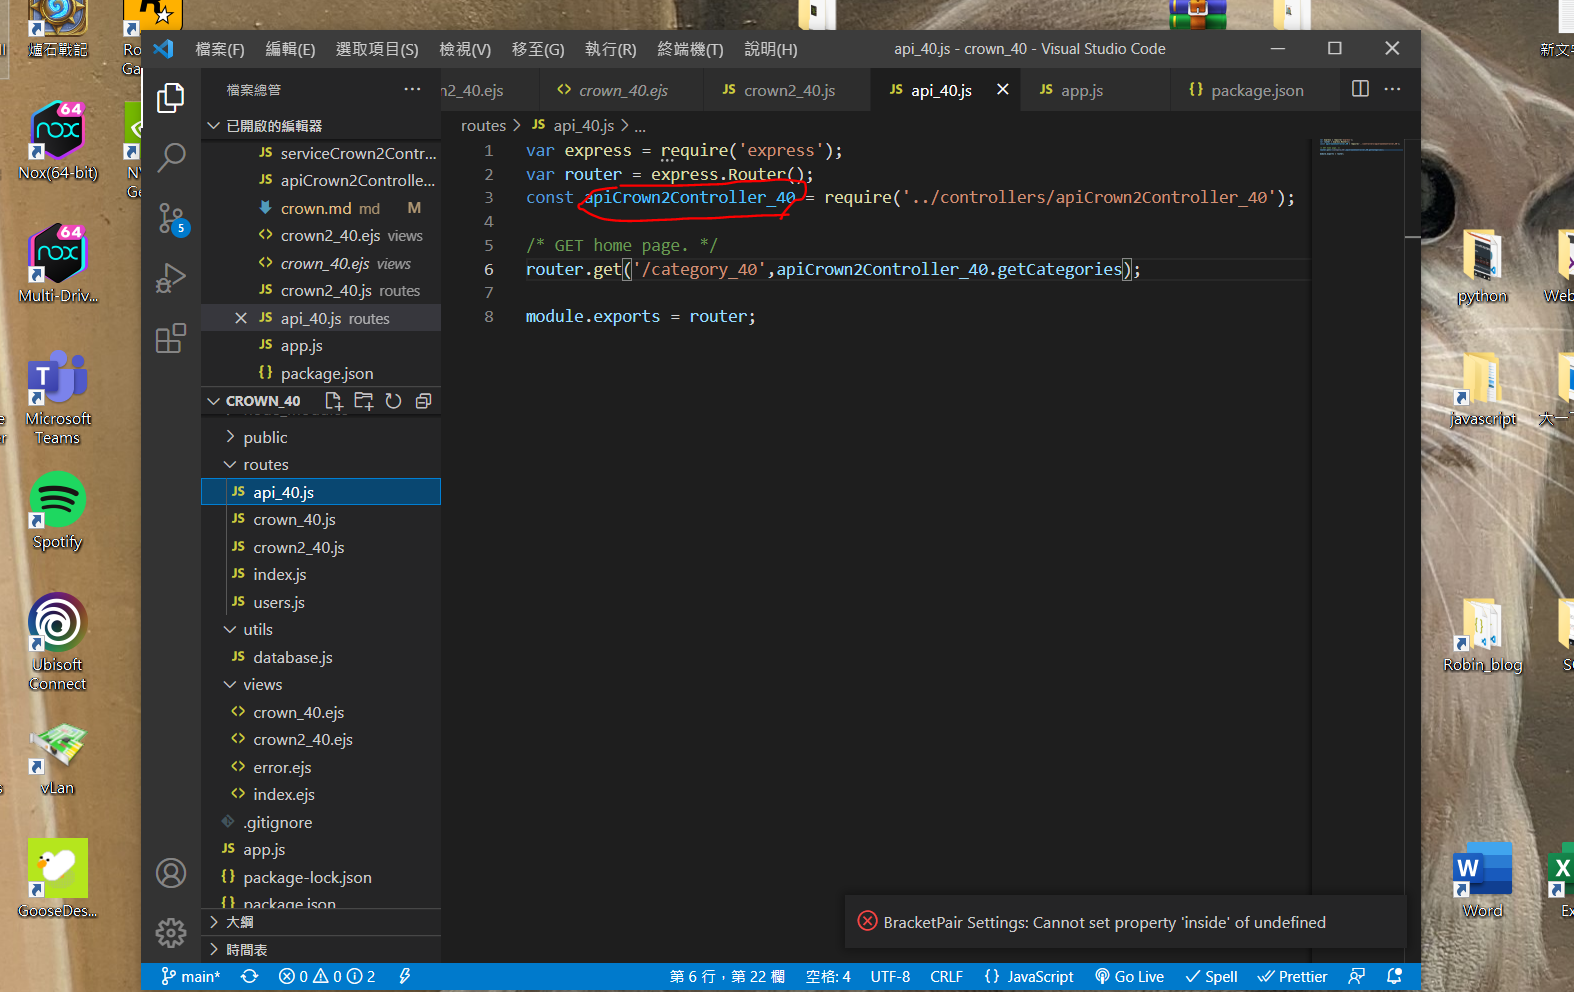 爐石戰記
Ro
Ga
新文字
檔案(F) 編輯(E) 選取項目(S) 檢視(V) 移至(G) 執行(R) 終端機(T) 說明(H) api_40.js - crown_40 - Visual Studio Code
檔案總管 ···
n2_40.ejs crown_40.ejs JS crown2_40.js JS api_40.js JS app.js {} package.json ···
已開啟的編輯器
JS serviceCrown2Contr...
JS apiCrown2Controlle...
crown.md md M
crown2_40.ejs views
crown_40.ejs views
JS crown2_40.js routes
JS api_40.js routes
JS app.js
{} package.json
CROWN_40
public
routes
JS api_40.js
JS crown_40.js
JS crown2_40.js
JS index.js
JS users.js
utils
JS database.js
views
crown_40.ejs
crown2_40.ejs
error.ejs
index.ejs
.gitignore
JS app.js
{} package-lock.json
{} package.json
大綱
時間表
5
routes > JS api_40.js > ...
1 var express = require('express');
2 var router = express.Router();
3 const apiCrown2Controller_40 = require('../controllers/apiCrown2Controller_40');
4
5 /* GET home page. */
6 router.get('/category_40',apiCrown2Controller_40.getCategories);
7
8 module.exports = router;
BracketPair Settings: Cannot set property 'inside' of undefined
main* 0 0 2 第 6 行，第 22 欄 空格: 4 UTF-8 CRLF {} JavaScript Go Live Spell Prettier
64
nox
Nox(64-bit)
NV
Ge
64
nox
Multi-Driv...
T
Microsoft
Teams
Spotify
Ubisoft
Connect
vLan
GooseDes...
python
Web
javascript
大一下
Robin_blog
W
Word
X
Ex